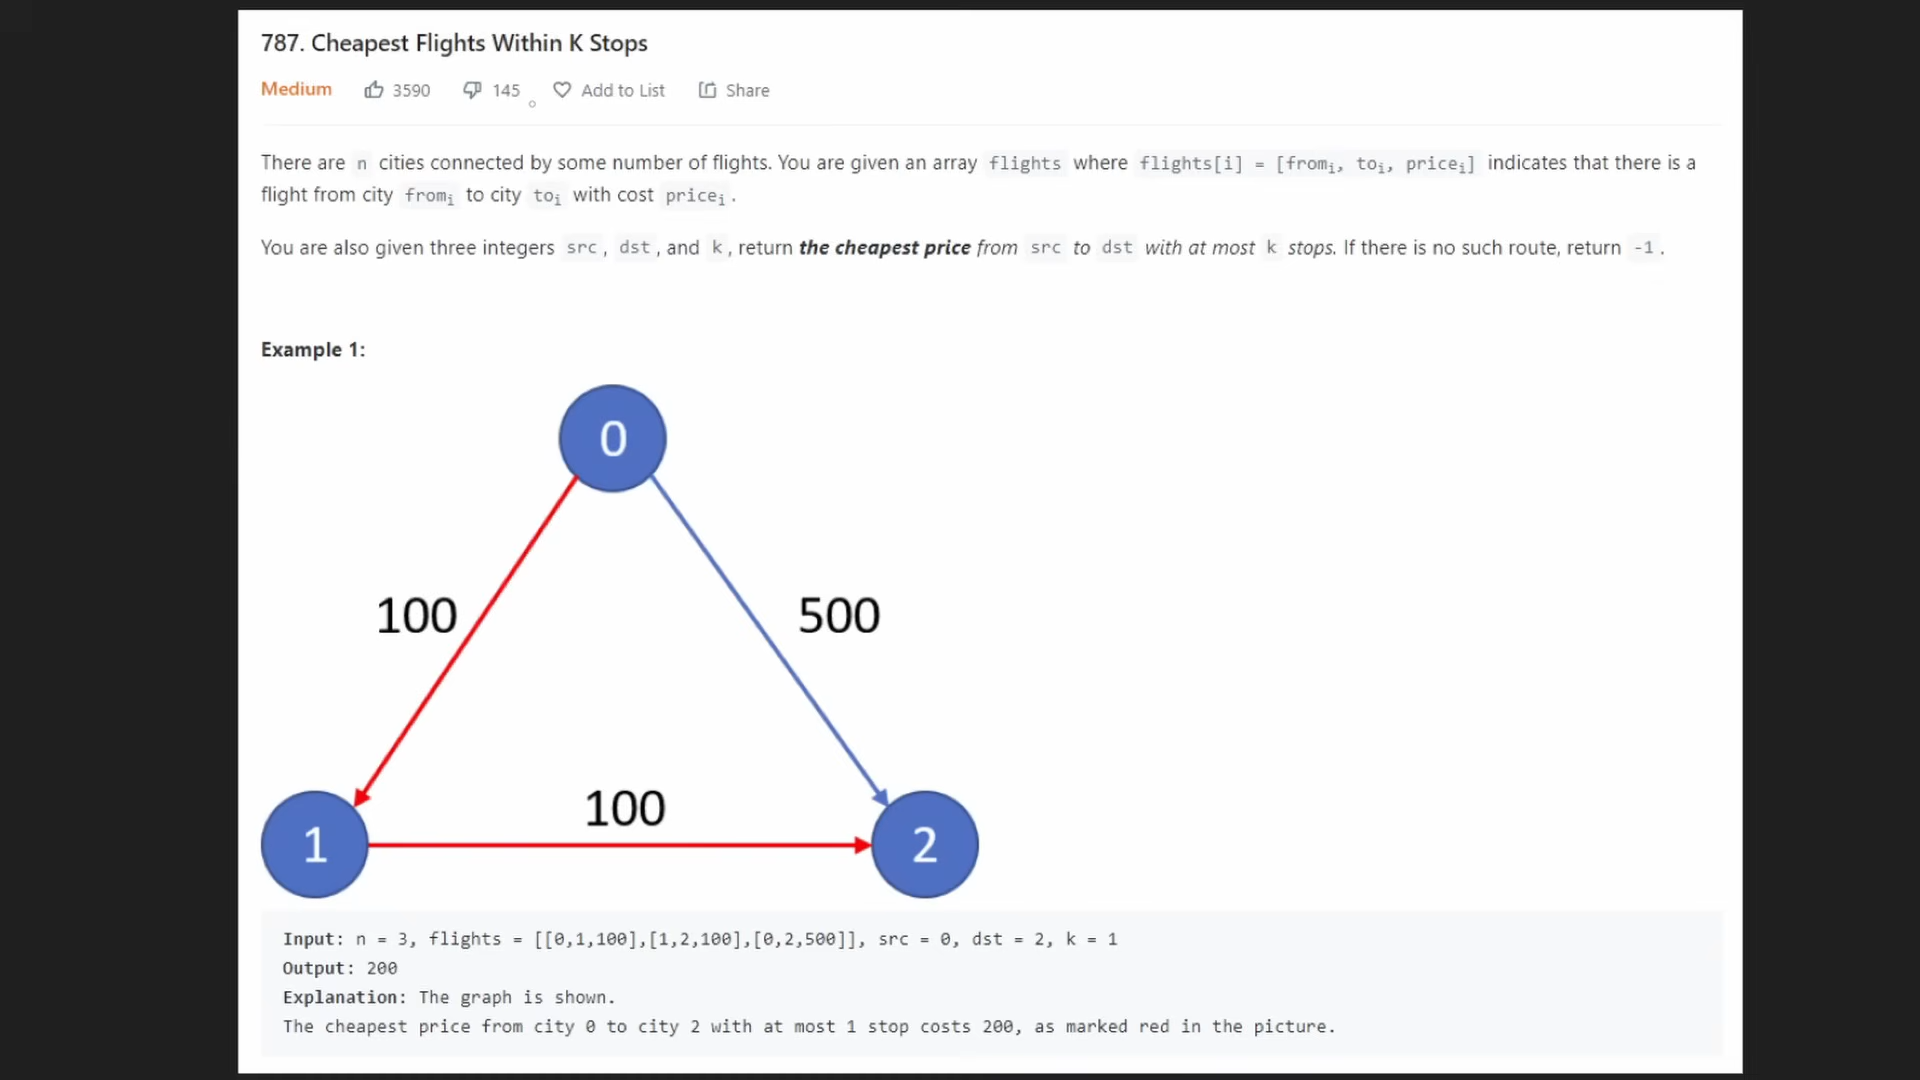 787. Cheapest Flights Within K Stops
Medium 3590 145 Add to List Share
There are n cities connected by some number of flights. You are given an array flights where flights[i] = [fromᵢ, toᵢ, priceᵢ] indicates that there is a
flight from city fromᵢ to city toᵢ with cost priceᵢ.
You are also given three integers src, dst, and k, return the cheapest price from src to dst with at most k stops. If there is no such route, return -1.
Example 1:
0
100 500
100
1 2
Input: n = 3, flights = [[0,1,100],[1,2,100],[0,2,500]], src = 0, dst = 2, k = 1
Output: 200
Explanation: The graph is shown.
The cheapest price from city 0 to city 2 with at most 1 stop costs 200, as marked red in the picture.